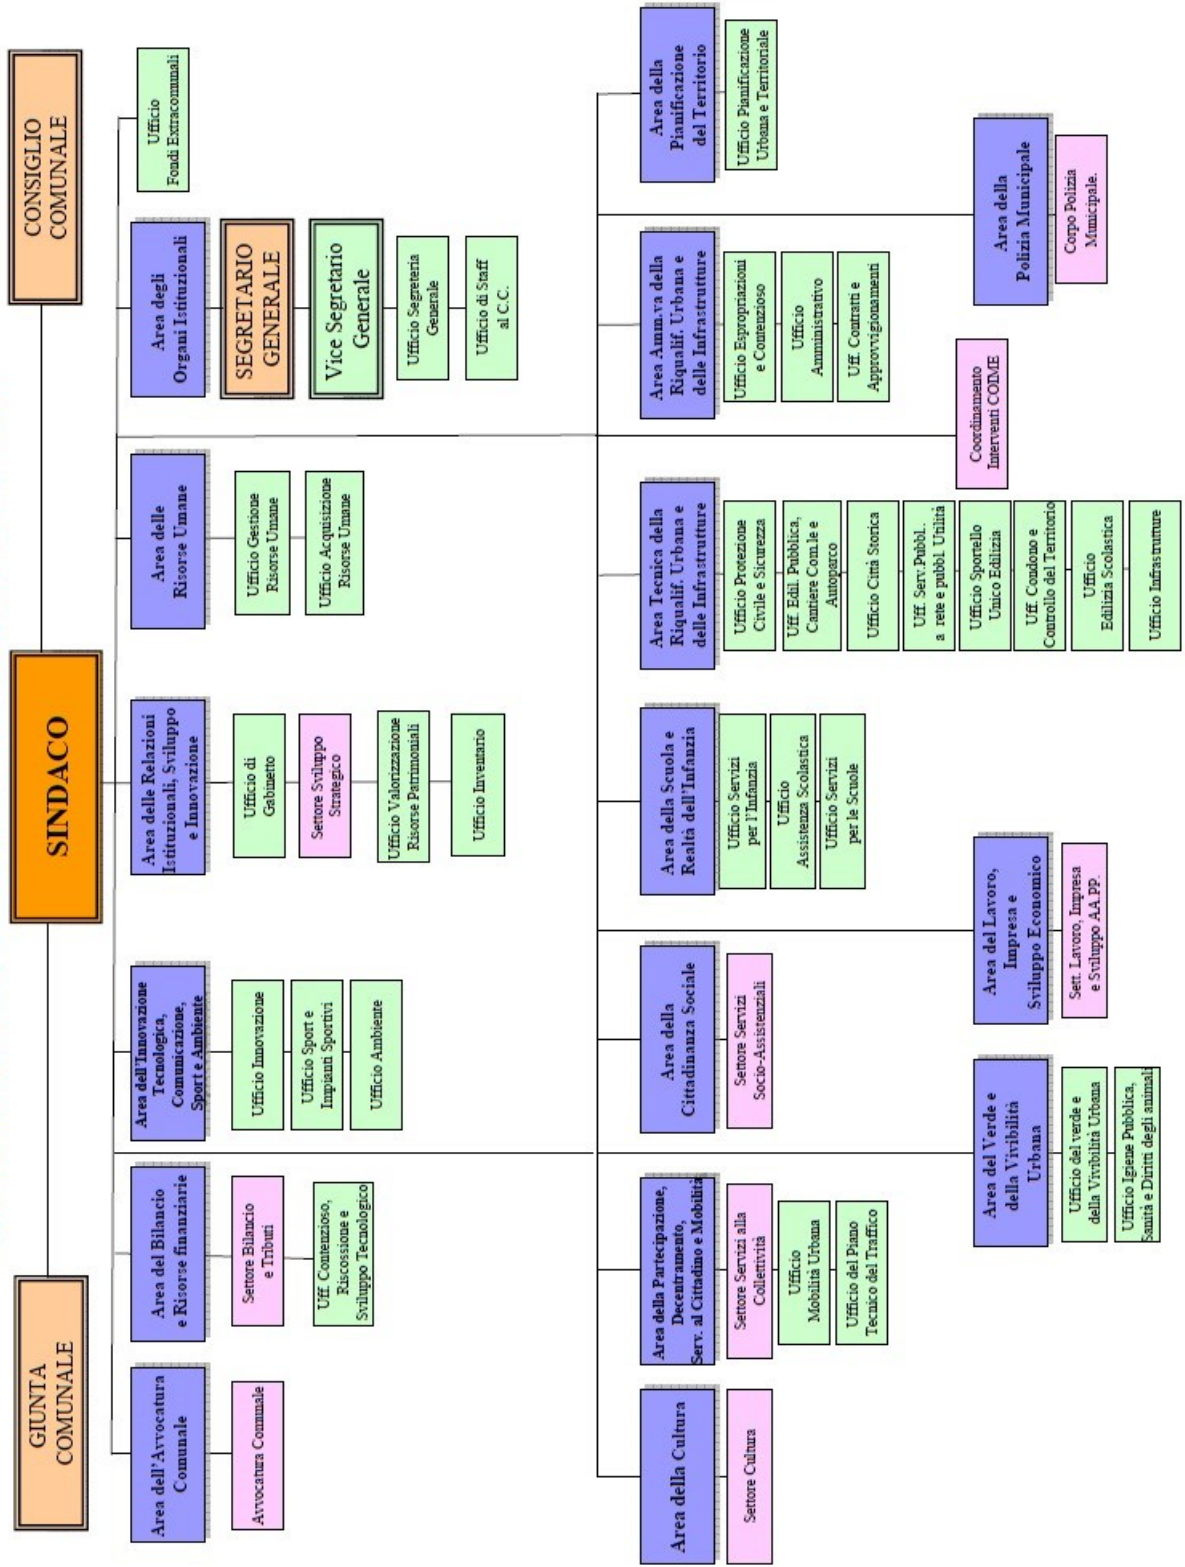 GIUNTA
COMUNALE
SINDACO
CONSIGLIO
COMUNALE
Area dell'Avvocatura
Comunale
Avvocatura Comunale
Area del Bilancio
e Risorse finanziarie
Settore Bilancio
e Tributi
Uff. Contenzioso,
Riscossione e
Sviluppo Tecnologico
Area dell'Innovazione
Tecnologica,
Comunicazione,
Sport e Ambiente
Ufficio Innovazione
Ufficio Sport e
Impianti Sportivi
Ufficio Ambiente
Area delle Relazioni
Istituzionali, Sviluppo
e Innovazione
Ufficio di
Gabinetto
Settore Sviluppo
Strategico
Ufficio Valorizzazione
Risorse Patrimoniali
Ufficio Inventario
Area delle
Risorse Umane
Ufficio Gestione
Risorse Umane
Ufficio Acquisizione
Risorse Umane
Area degli
Organi Istituzionali
SEGRETARIO
GENERALE
Vice Segretario
Generale
Ufficio Segreteria
Generale
Ufficio di Staff
al C.C.
Ufficio
Fondi Extracomunali
Area della Cultura
Settore Cultura
Area della Partecipazione,
Decentramento,
Serv. al Cittadino e Mobilità
Settore Servizi alla
Collettività
Ufficio
Mobilità Urbana
Ufficio del Piano
Tecnico del Traffico
Area della
Cittadinanza Sociale
Settore Servizi
Socio-Assistenziali
Area della Scuola e
Realtà dell'Infanzia
Ufficio Servizi
per l'Infanzia
Ufficio
Assistenza Scolastica
Ufficio Servizi
per le Scuole
Area Tecnica della
Riqualif. Urbana e
delle Infrastrutture
Ufficio Protezione
Civile e Sicurezza
Uff. Edil. Pubblica,
Cantiere Com.le e
Autoparco
Ufficio Città Storica
Uff. Serv.Pubbl.
a rete e pubbl. Utilità
Ufficio Sportello
Unico Edilizia
Uff. Condono e
Controllo del Territorio
Ufficio
Edilizia Scolastica
Ufficio Infrastrutture
Area Amm.va della
Riqualif. Urbana e
delle Infrastrutture
Ufficio Espropriazioni
e Contenzioso
Ufficio
Amministrativo
Uff. Contratti e
Approvvigionamenti
Area della
Pianificazione
del Territorio
Ufficio Pianificazione
Urbana e Territoriale
Area del Verde e
della Vivibilità
Urbana
Ufficio del verde e
della Vivibilità Urbana
Ufficio Igiene Pubblica,
Sanità e Diritti degli animali
Area del Lavoro,
Impresa e
Sviluppo Economico
Sett. Lavoro, Impresa
e Sviluppo AA.PP.
Coordinamento
Interventi COIME
Area della
Polizia Municipale
Corpo Polizia
Municipale.